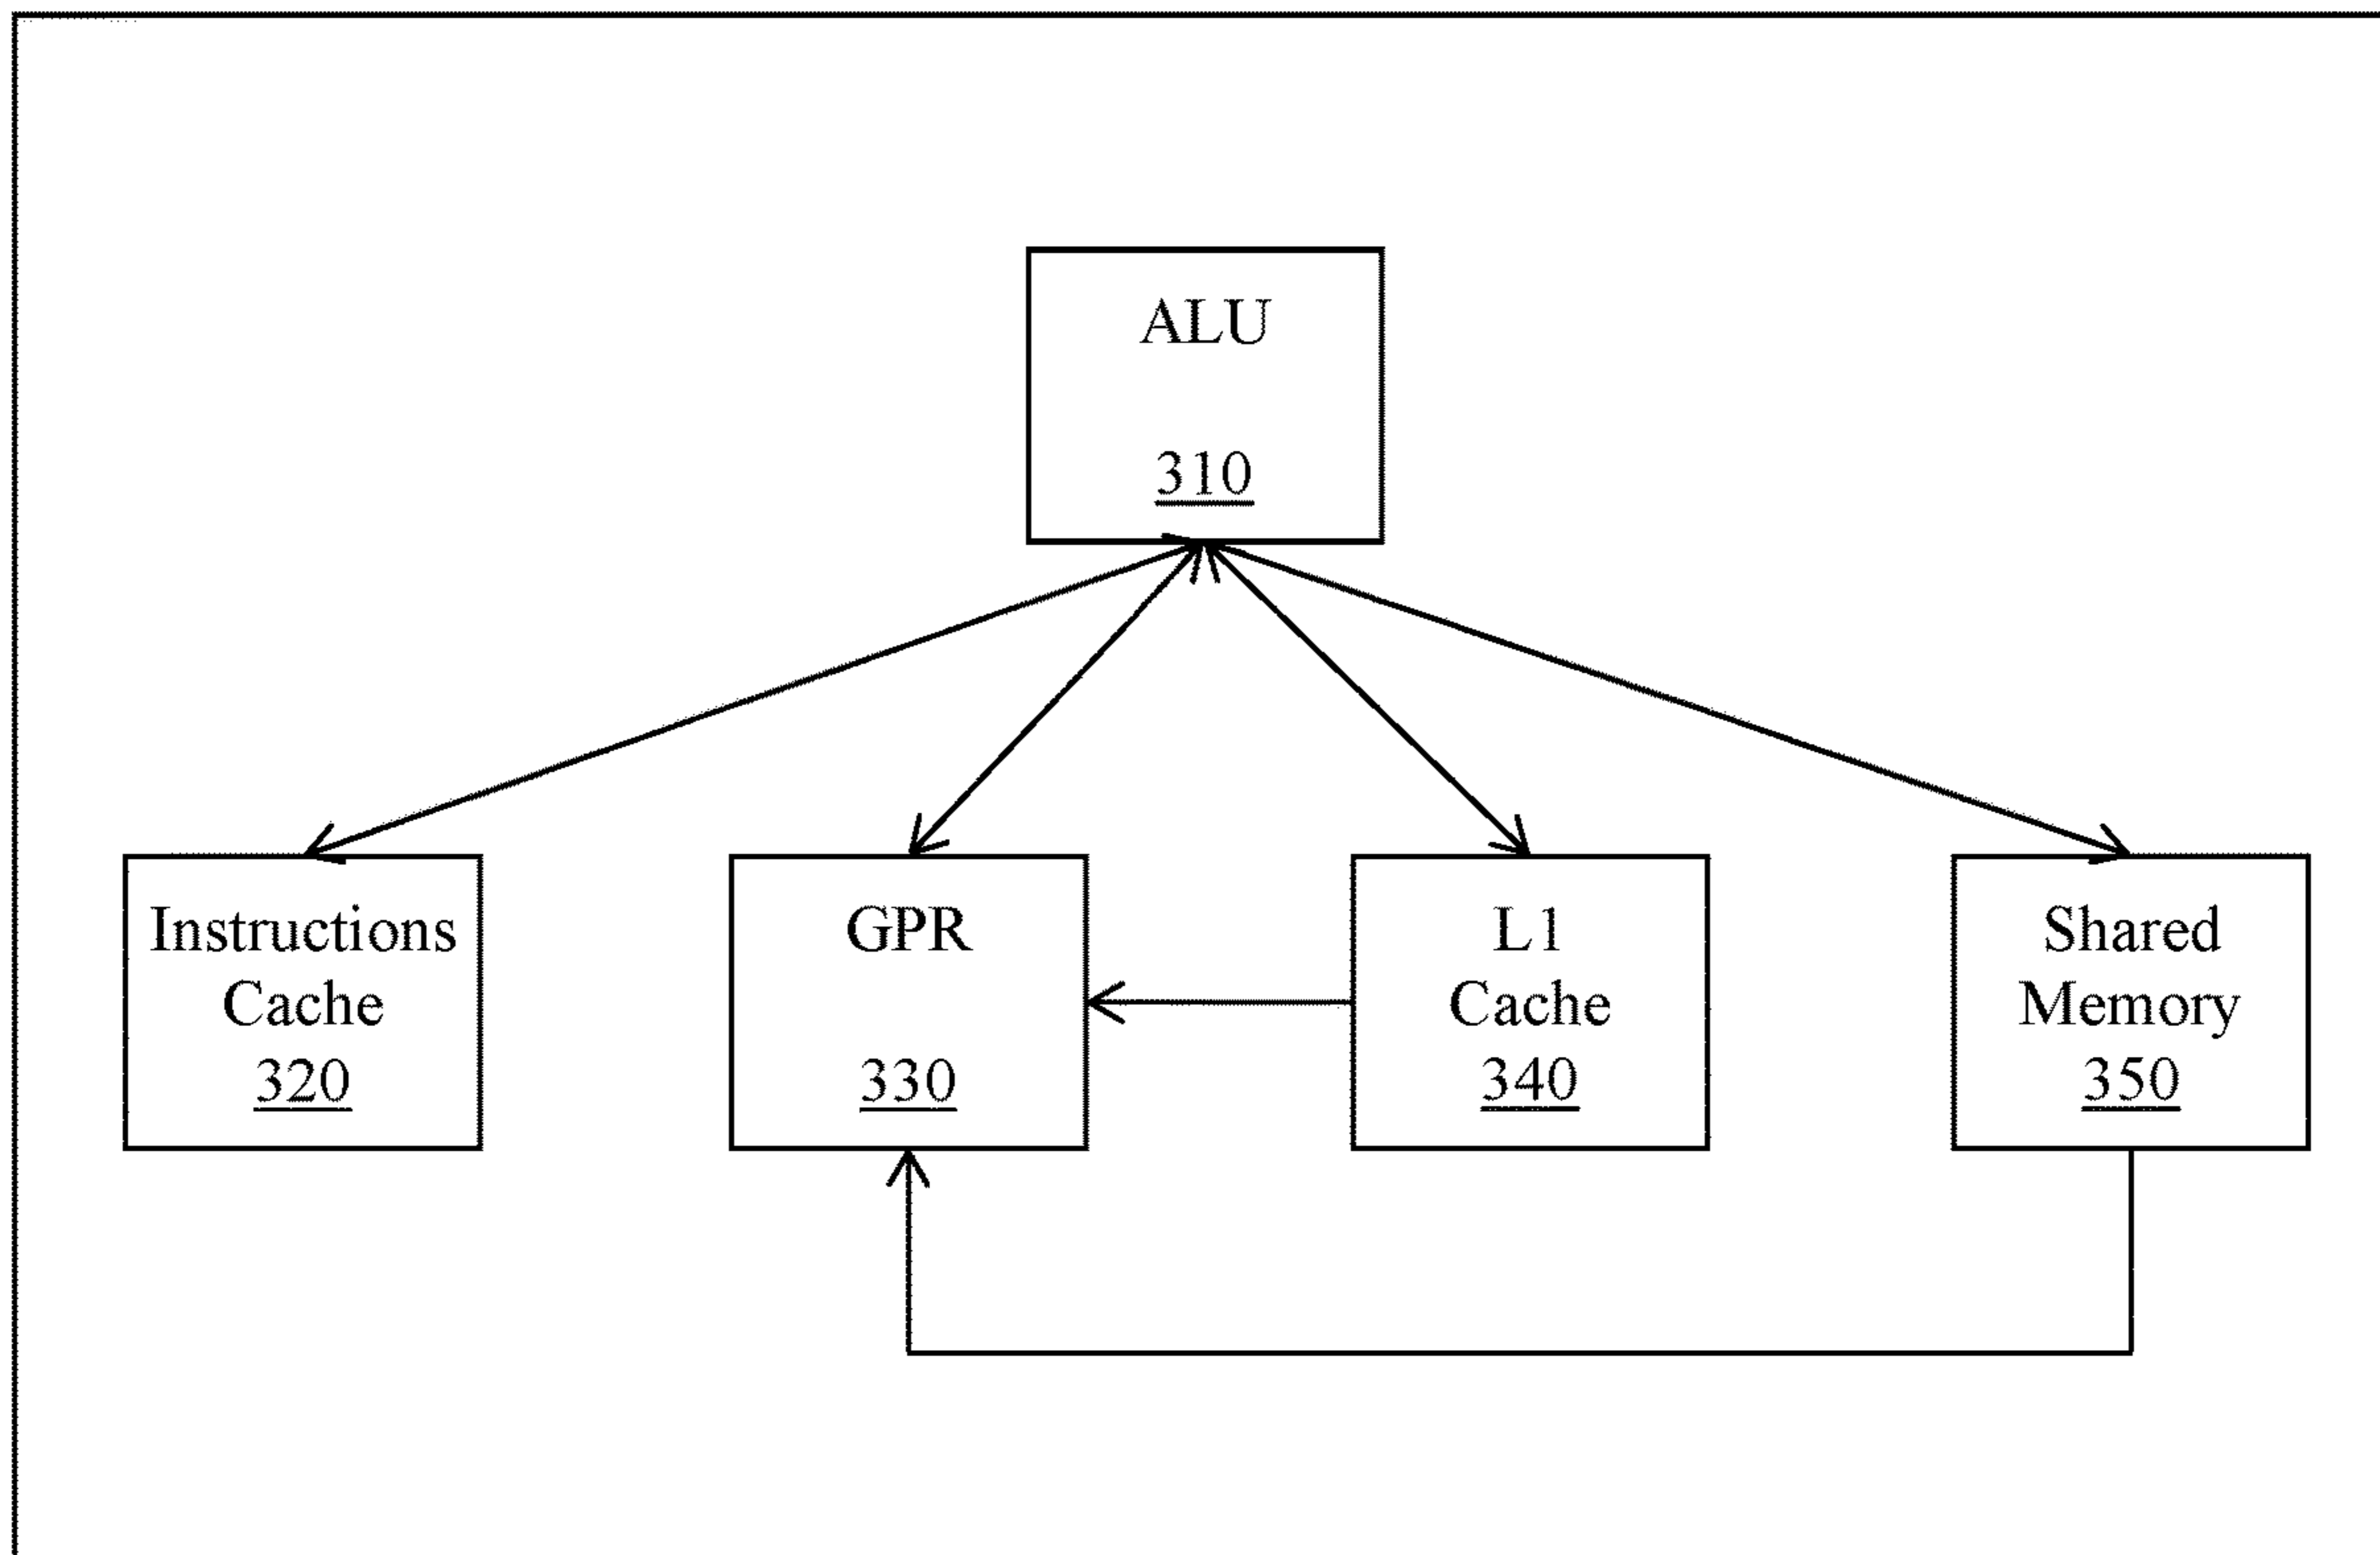 ALU
310
Instructions
Cache
320
GPR
330
L1
Cache
340
Shared
Memory
350